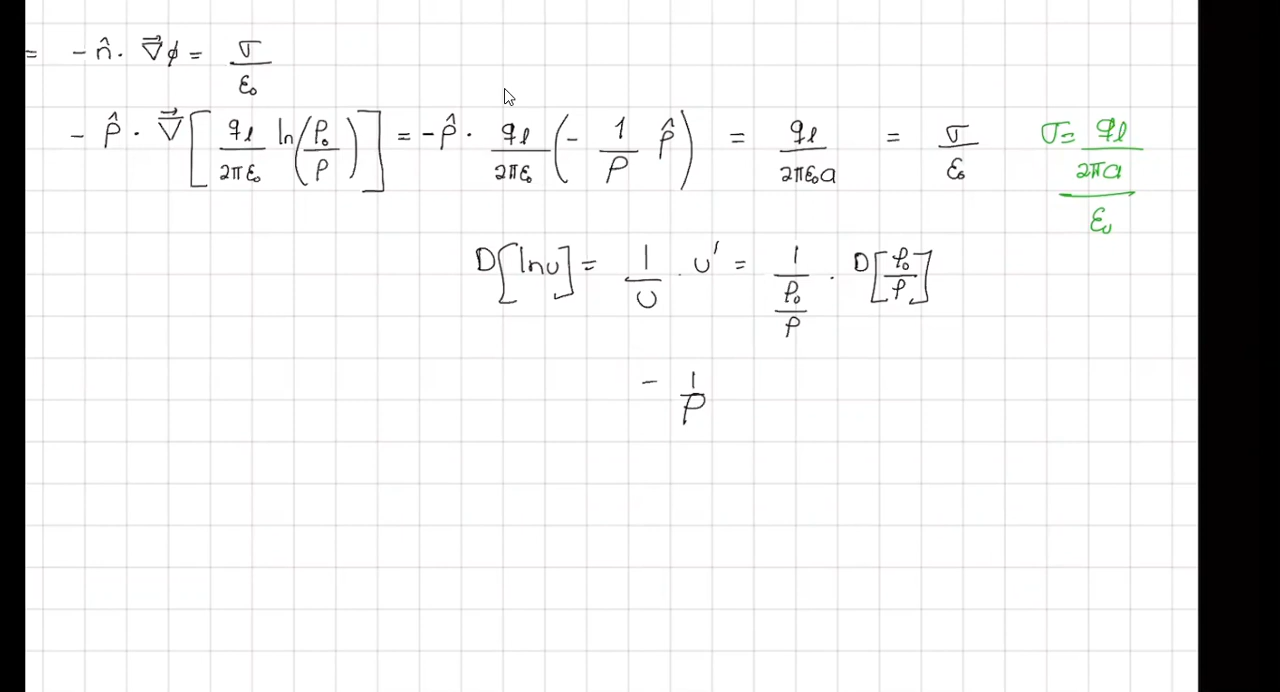 = - n̂ · ∇⃗ϕ = σ/ε₀
- ρ̂ · ∇⃗[q_l/(2πε₀) ln(ρ₀/ρ)] = - ρ̂ · q_l/(2πε₀) (- 1/ρ ρ̂) = q_l/(2πε₀a) = σ/ε₀ σ = (q_l/(2πa))/ε₀
D[ln u] = 1/u · u' = 1/(ρ₀/ρ) · D[ρ₀/ρ]
- 1/ρ